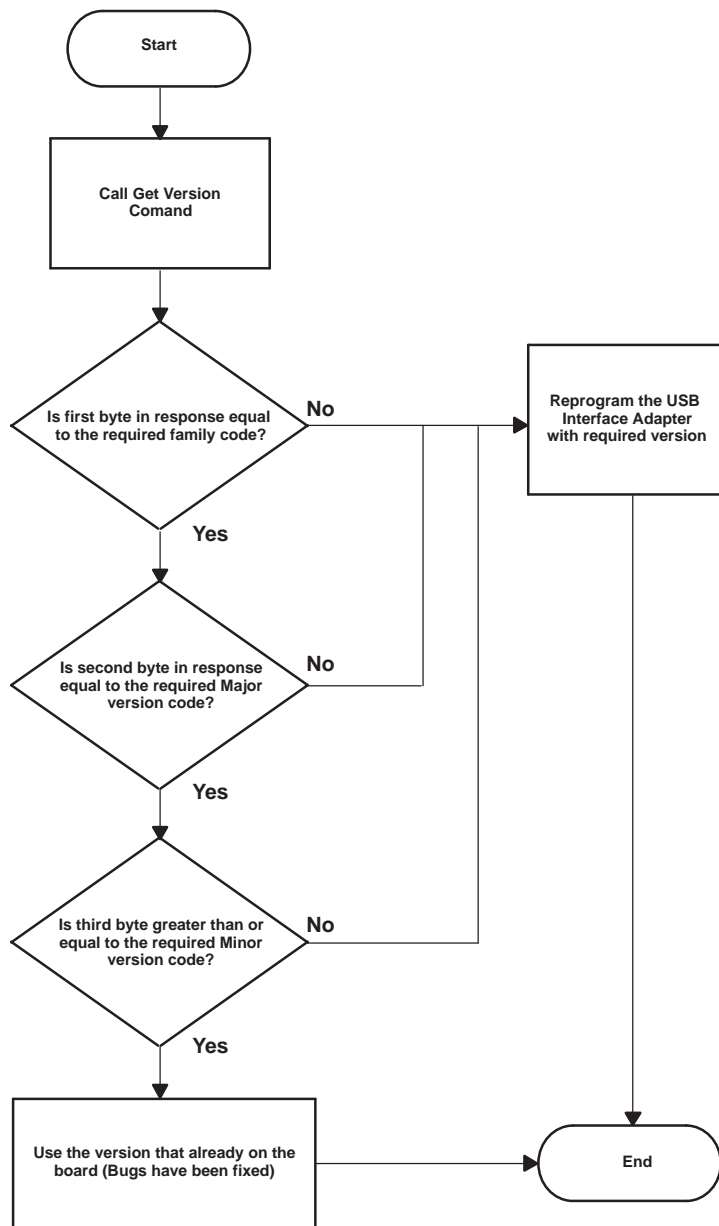 Start
Call Get Version
Comand
Is first byte in response equal
to the required family code?
No
Reprogram the USB
Interface Adapter
with required version
Yes
Is second byte in response
equal to the required Major
version code?
No
Yes
Is third byte greater than or
equal to the required Minor
version code?
No
Yes
Use the version that already on the
board (Bugs have been fixed)
End